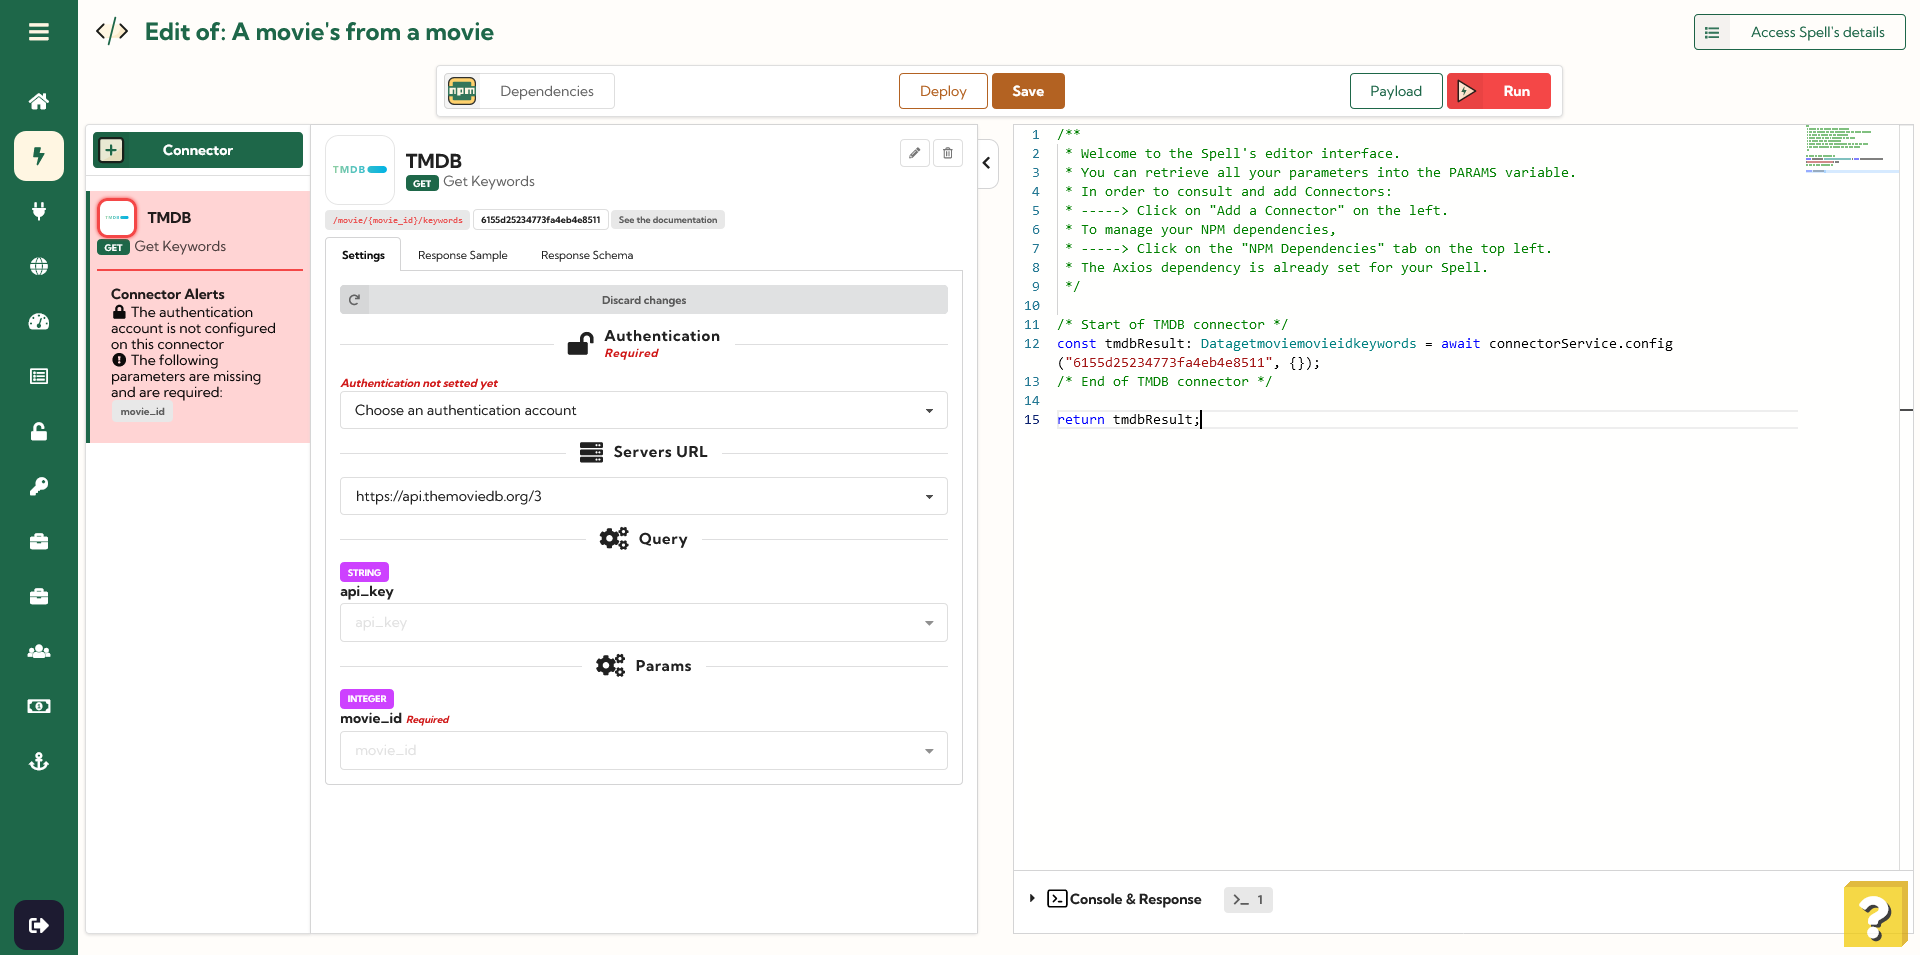 Edit of: A movie's from a movie
Access Spell's details
npm
Dependencies
Deploy
Save
Payload
Run
Connector
TMDB
TMDB
GET Get Keywords
Connector Alerts
The authentication
account is not configured
on this connector
The following
parameters are missing
and are required:
movie_id
TMDB
TMDB
GET Get Keywords
/movie/{movie_id}/keywords
6155d25234773fa4eb4e8511
See the documentation
Settings
Response Sample
Response Schema
Discard changes
Authentication
Required
Authentication not setted yet
Choose an authentication account
Servers URL
https://api.themoviedb.org/3
Query
STRING
api_key
api_key
Params
INTEGER
movie_id Required
movie_id
1 /**
2 * Welcome to the Spell's editor interface.
3 * You can retrieve all your parameters into the PARAMS variable.
4 * In order to consult and add Connectors:
5 * -----> Click on "Add a Connector" on the left.
6 * To manage your NPM dependencies,
7 * -----> Click on the "NPM Dependencies" tab on the top left.
8 * The Axios dependency is already set for your Spell.
9 */
10
11 /* Start of TMDB connector */
12 const tmdbResult: Datagetmoviemovieidkeywords = await connectorService.config
("6155d25234773fa4eb4e8511", {});
13 /* End of TMDB connector */
14
15 return tmdbResult;
Console & Response
>_ 1
?